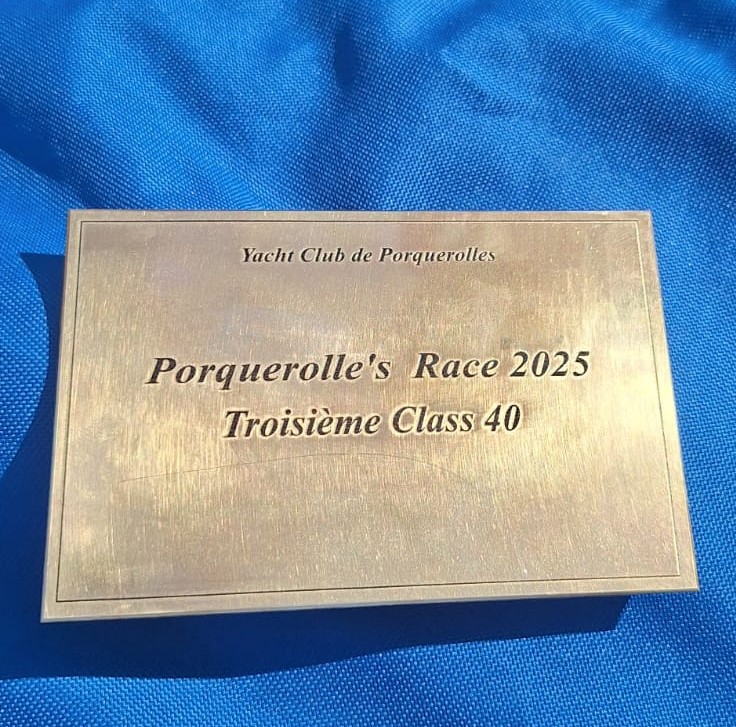 Yacht Club de Porquerolles
Porquerolle's Race 2025
Troisième Class 40